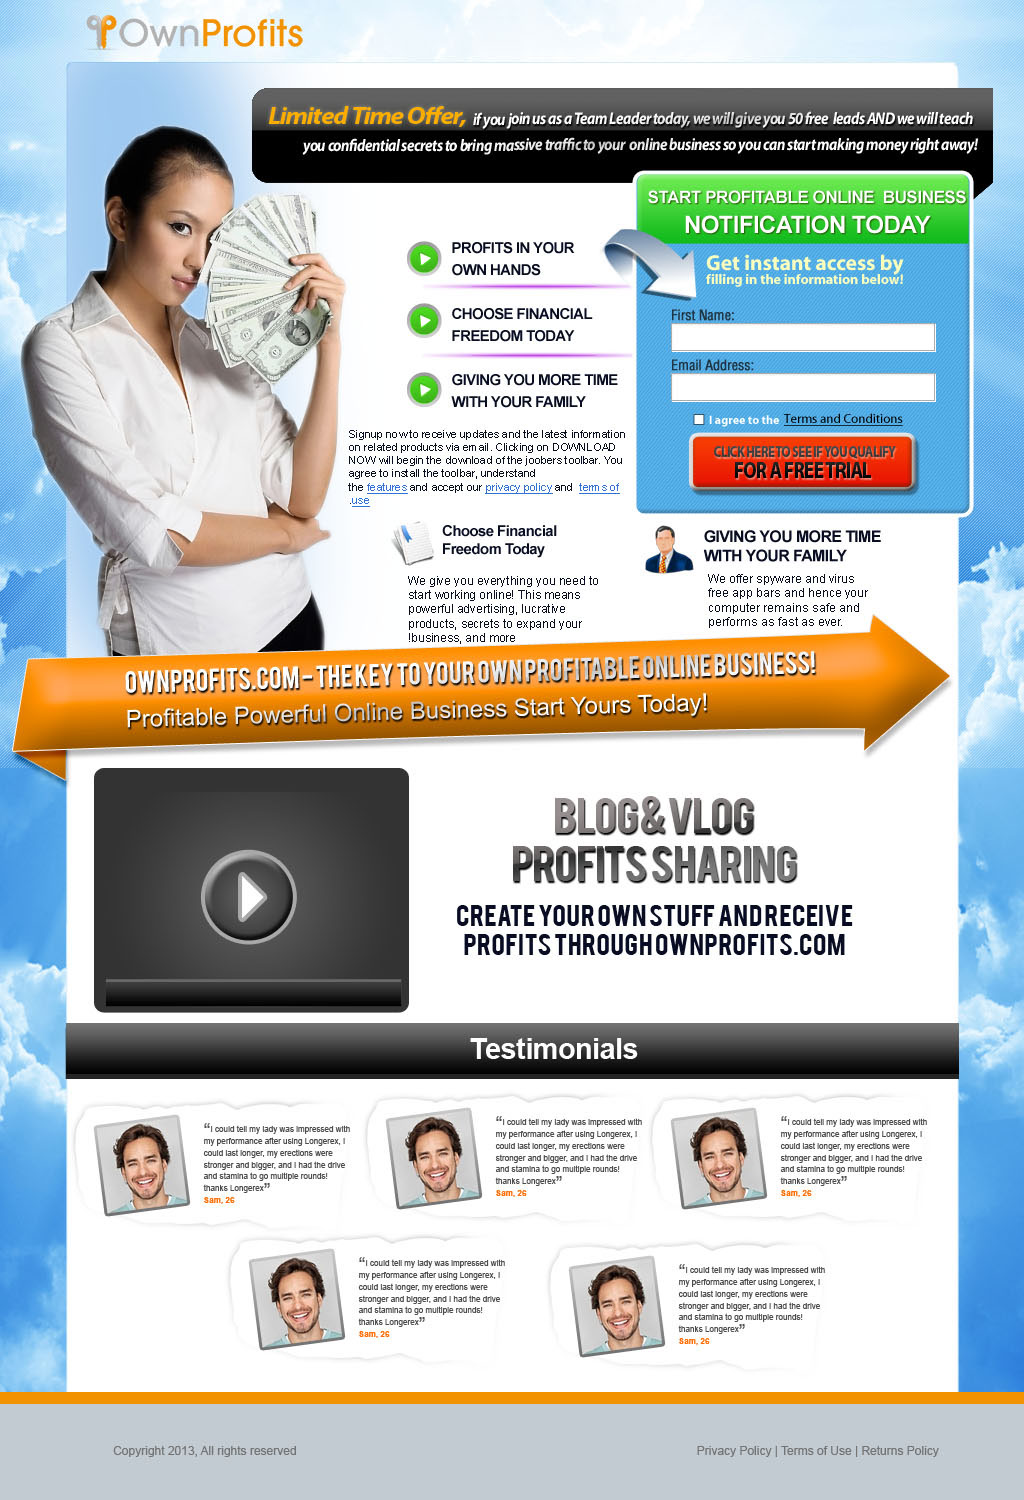 OwnProfits
Limited Time Offer, if you join us as a Team Leader today, we will give you 50 free leads AND we will teach
you confidential secrets to bring massive traffic to your online business so you can start making money right away!
START PROFITABLE ONLINE BUSINESS
NOTIFICATION TODAY
Get instant access by
filling in the information below!
First Name:
Email Address:
I agree to the Terms and Conditions
CLICK HERE TO SEE IF YOU QUALIFY
FOR A FREE TRIAL
PROFITS IN YOUR
OWN HANDS
CHOOSE FINANCIAL
FREEDOM TODAY
GIVING YOU MORE TIME
WITH YOUR FAMILY
Signup now to receive updates and the latest information
on related products via email. Clicking on DOWNLOAD
NOW will begin the download of the joobers toolbar. You
agree to install the toolbar, understand
the features and accept our privacy policy and terms of
.use
Choose Financial
Freedom Today
We give you everything you need to
start working online! This means
powerful advertising, lucrative
products, secrets to expand your
!business, and more
GIVING YOU MORE TIME
WITH YOUR FAMILY
We offer spyware and virus
free app bars and hence your
computer remains safe and
performs as fast as ever.
OWNPROFITS.COM - THE KEY TO YOUR OWN PROFITABLE ONLINE BUSINESS!
Profitable Powerful Online Business Start Yours Today!
BLOG & VLOG
PROFITS SHARING
CREATE YOUR OWN STUFF AND RECEIVE
PROFITS THROUGH OWNPROFITS.COM
Testimonials
“I could tell my lady was impressed with
my performance after using Longerex, I
could last longer, my erections were
stronger and bigger, and I had the drive
and stamina to go multiple rounds!
thanks Longerex”
Sam, 26
“I could tell my lady was impressed with
my performance after using Longerex, I
could last longer, my erections were
stronger and bigger, and I had the drive
and stamina to go multiple rounds!
thanks Longerex”
Sam, 26
“I could tell my lady was impressed with
my performance after using Longerex, I
could last longer, my erections were
stronger and bigger, and I had the drive
and stamina to go multiple rounds!
thanks Longerex”
Sam, 26
“I could tell my lady was impressed with
my performance after using Longerex, I
could last longer, my erections were
stronger and bigger, and I had the drive
and stamina to go multiple rounds!
thanks Longerex”
Sam, 26
“I could tell my lady was impressed with
my performance after using Longerex, I
could last longer, my erections were
stronger and bigger, and I had the drive
and stamina to go multiple rounds!
thanks Longerex”
Sam, 26
Copyright 2013, All rights reserved
Privacy Policy | Terms of Use | Returns Policy